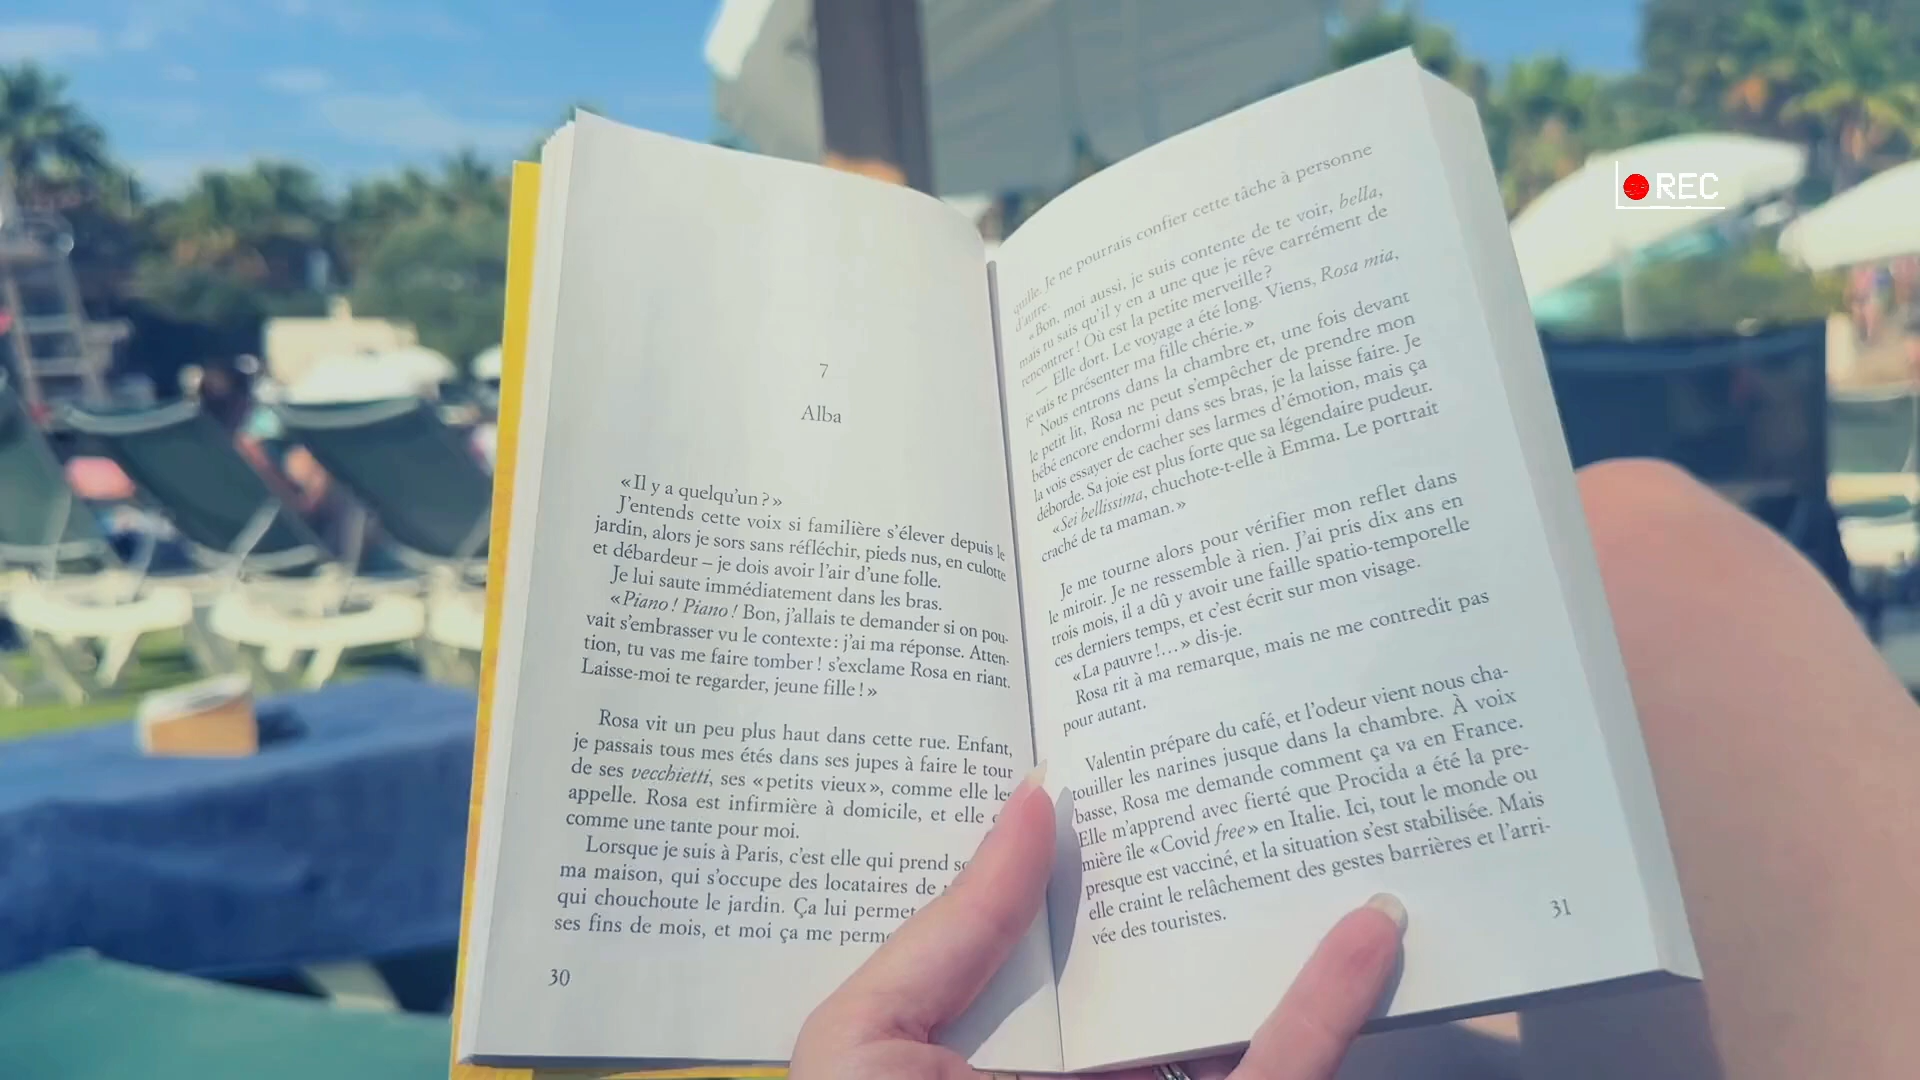 7
Alba
« Il y a quelqu'un ? »
J'entends cette voix si familière s'élever depuis le
jardin, alors je sors sans réfléchir, pieds nus, en culotte
et débardeur – je dois avoir l'air d'une folle.
Je lui saute immédiatement dans les bras.
« Piano ! Piano ! Bon, j'allais te demander si on pou-
vait s'embrasser vu le contexte : j'ai ma réponse. Atten-
tion, tu vas me faire tomber ! s'exclame Rosa en riant.
Laisse-moi te regarder, jeune fille ! »
Rosa vit un peu plus haut dans cette rue. Enfant,
je passais tous mes étés dans ses jupes à faire le tour
de ses vecchietti, ses « petits vieux », comme elle les
appelle. Rosa est infirmière à domicile, et elle
comme une tante pour moi.
Lorsque je suis à Paris, c'est elle qui prend
ma maison, qui s'occupe des locataires de
qui chouchoute le jardin. Ça lui permet
ses fins de mois, et moi ça me
30
Je ne pourrais confier cette tâche à personne
d'autre.
« Bon, moi aussi, je suis contente de te voir, bella,
mais tu sais qu'il y en a une que je rêve carrément de
rencontrer ! Où est la petite merveille ?
— Elle dort. Le voyage a été long. Viens, Rosa mia,
je vais te présenter ma fille chérie. »
Nous entrons dans la chambre et, une fois devant
le petit lit, Rosa ne peut s'empêcher de prendre mon
bébé encore endormi dans ses bras, je la laisse faire. Je
la vois essayer de cacher ses larmes d'émotion, mais ça
déborde. Sa joie est plus forte que sa légendaire pudeur.
« Sei bellissima, chuchote-t-elle à Emma. Le portrait
craché de ta maman. »
Je me tourne alors pour vérifier mon reflet dans
le miroir. Je ne ressemble à rien. J'ai pris dix ans en
trois mois, il a dû y avoir une faille spatio-temporelle
ces derniers temps, et c'est écrit sur mon visage.
« La pauvre !… » dis-je.
Rosa rit à ma remarque, mais ne me contredit pas
pour autant.
Valentin prépare du café, et l'odeur vient nous cha-
touiller les narines jusque dans la chambre. À voix
basse, Rosa me demande comment ça va en France.
Elle m'apprend avec fierté que Procida a été la pre-
mière île « Covid free » en Italie. Ici, tout le monde ou
presque est vacciné, et la situation s'est stabilisée. Mais
elle craint le relâchement des gestes barrières et l'arri-
vée des touristes.
31
REC